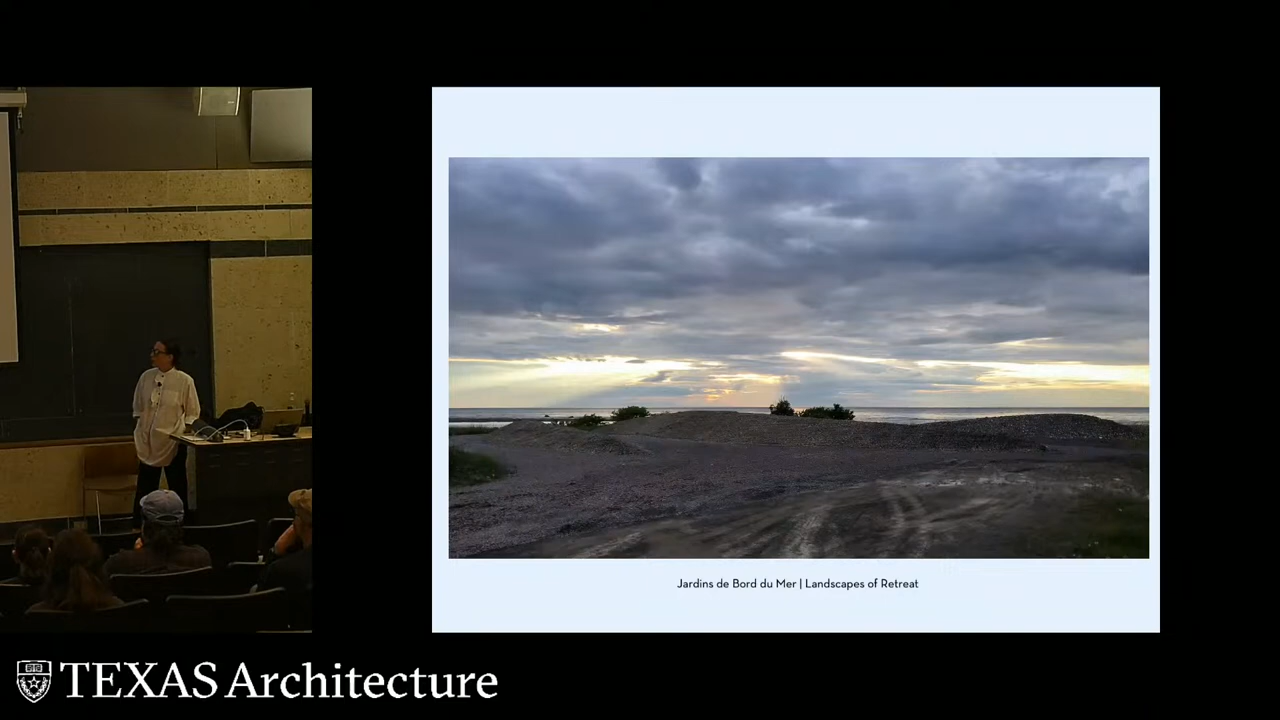 Jardins de Bord du Mer | Landscapes of Retreat
TEXAS Architecture